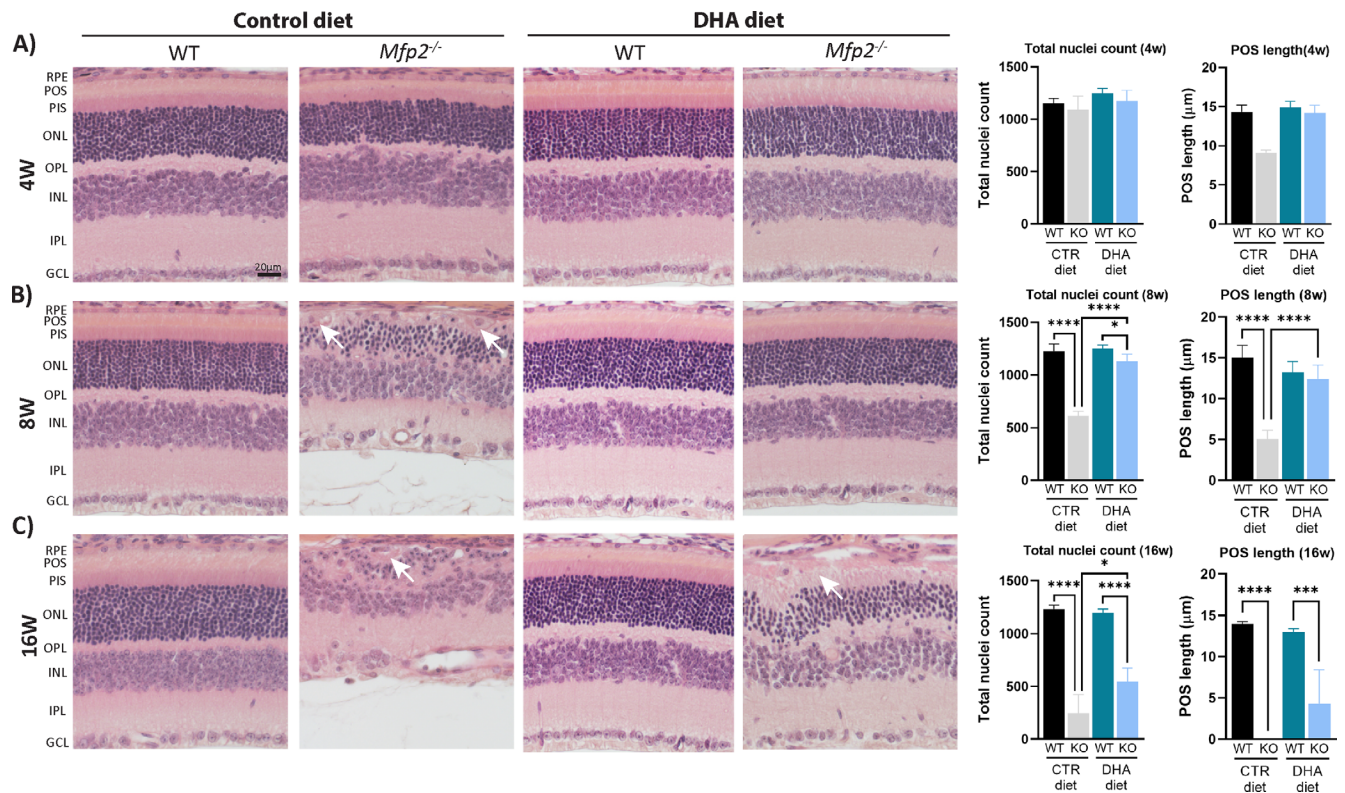 Control diet
DHA diet
A)
WT
Mfp2-/-
WT
Mfp2-/-
4W
RPE
POS
PIS
ONL
OPL
INL
IPL
GCL
20µm
Total nuclei count (4w)
Total nuclei count
1500
1000
500
0
WT KO WT KO
CTR diet
DHA diet
POS length(4w)
POS length (µm)
20
15
10
5
0
WT KO WT KO
CTR diet
DHA diet
B)
8W
RPE
POS
PIS
ONL
OPL
INL
IPL
GCL
Total nuclei count (8w)
Total nuclei count
****
****
*
1500
1000
500
0
WT KO WT KO
CTR diet
DHA diet
POS length (8w)
POS length (µm)
**** ****
20
15
10
5
0
WT KO WT KO
CTR diet
DHA diet
C)
16W
RPE
POS
PIS
ONL
OPL
INL
IPL
GCL
Total nuclei count (16w)
Total nuclei count
*
**** ****
1500
1000
500
0
WT KO WT KO
CTR diet
DHA diet
POS length (16w)
POS length (µm)
**** ***
20
15
10
5
0
WT KO WT KO
CTR diet
DHA diet